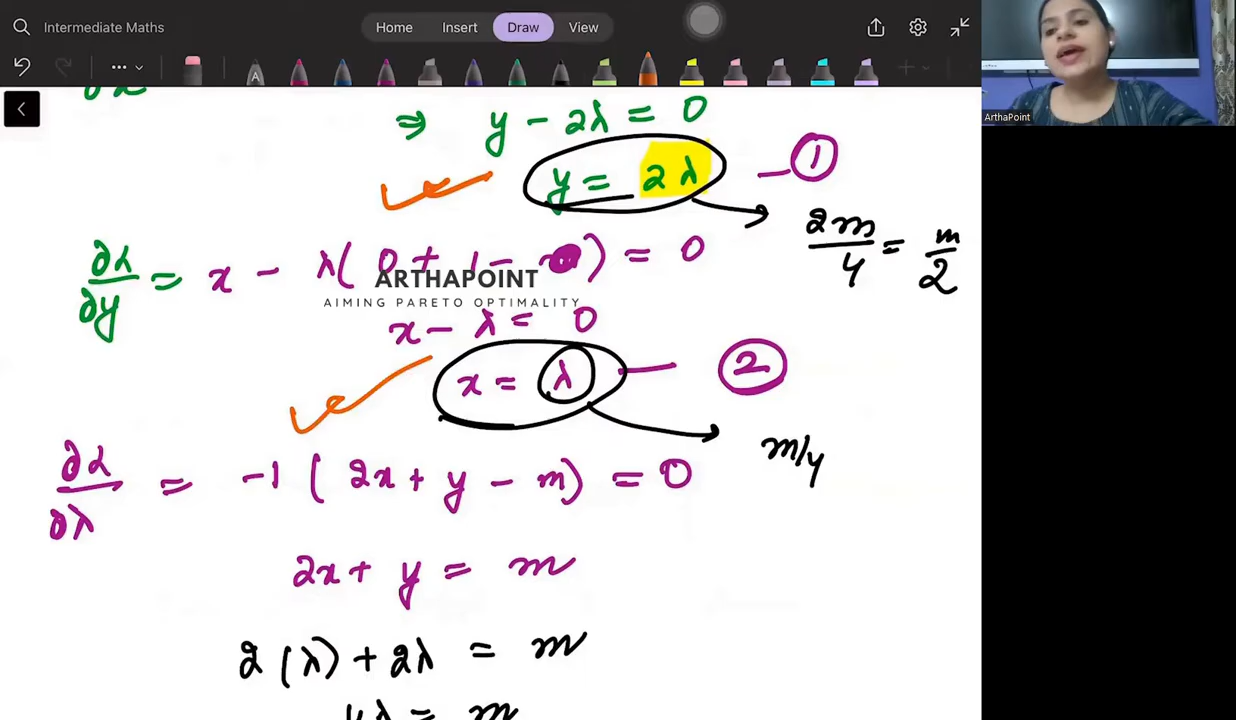 Intermediate Maths
Home Insert Draw View
A
ArthaPoint
⇒ y - 2λ = 0
y = 2λ — ①
2m/4 = m/2
∂L/∂y = x - λ( 0 + 1 - ) = 0
ARTHAPOINT
AIMING PARETO OPTIMALITY
x - λ = 0
x = λ — ②
m/4
∂L/∂λ = -1 ( 2x + y - m) = 0
2x + y = m
2 (λ) + 2λ = m
4λ = m